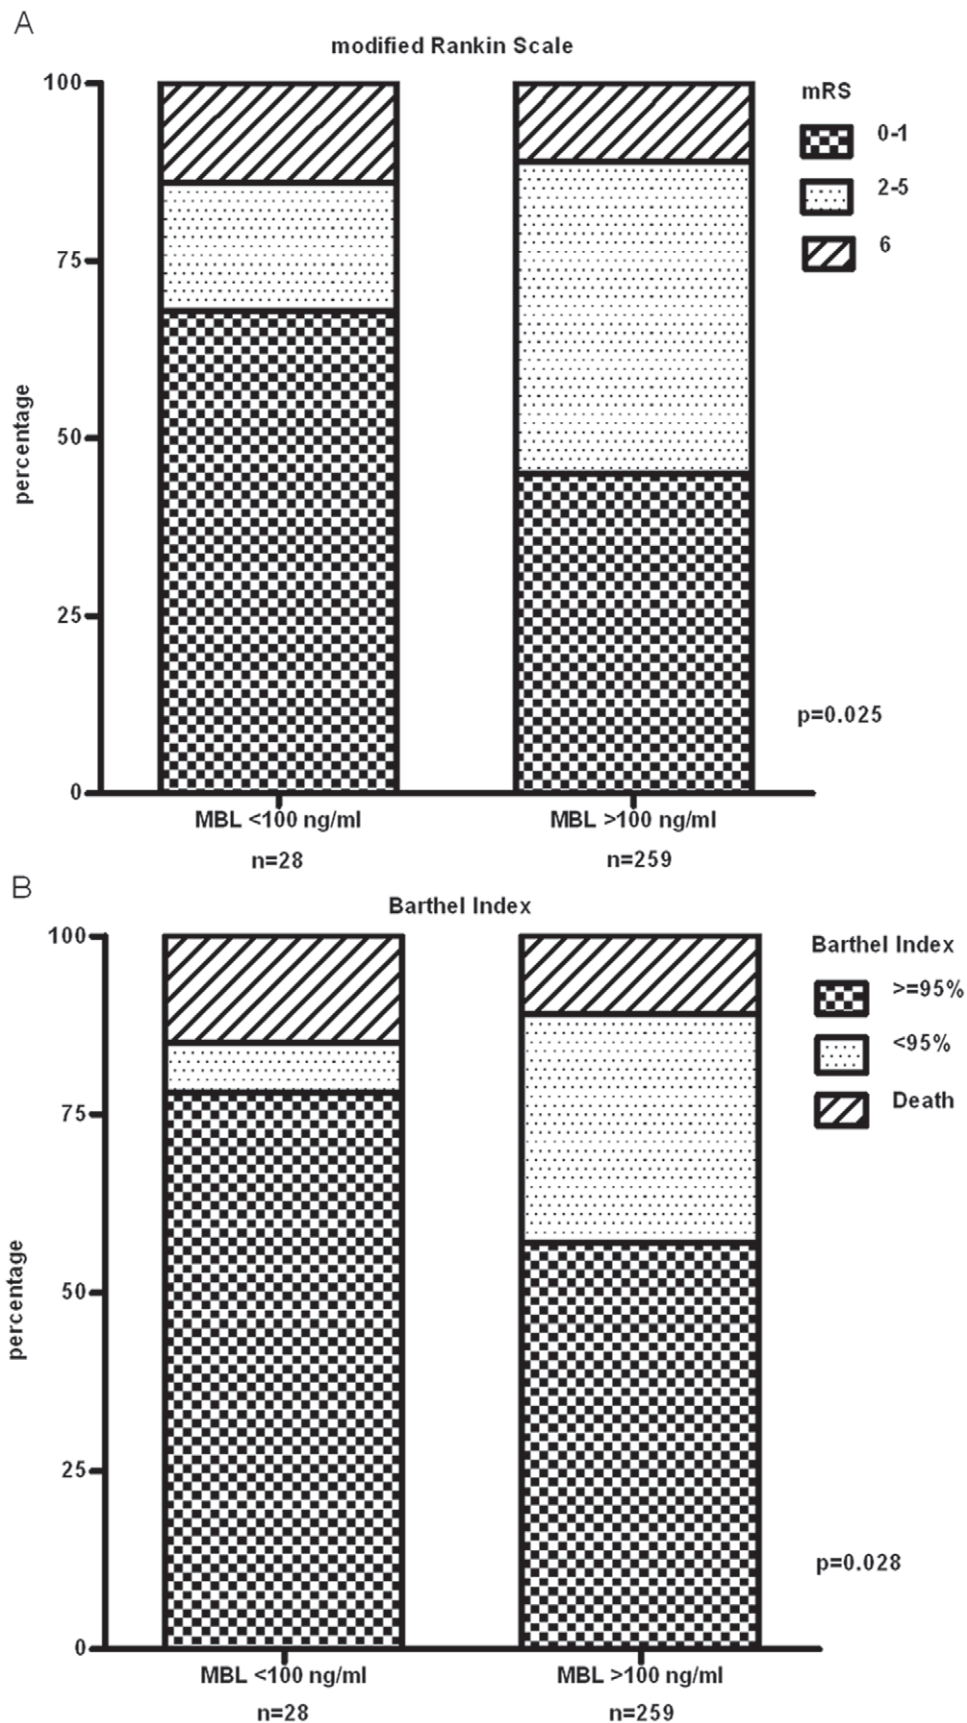 A
modified Rankin Scale
100
75
50
25
0
percentage
mRS
0-1
2-5
6
p=0.025
MBL <100 ng/ml
MBL >100 ng/ml
n=28
n=259
B
Barthel Index
100
75
50
25
0
percentage
Barthel Index
>=95%
<95%
Death
p=0.028
MBL <100 ng/ml
MBL >100 ng/ml
n=28
n=259